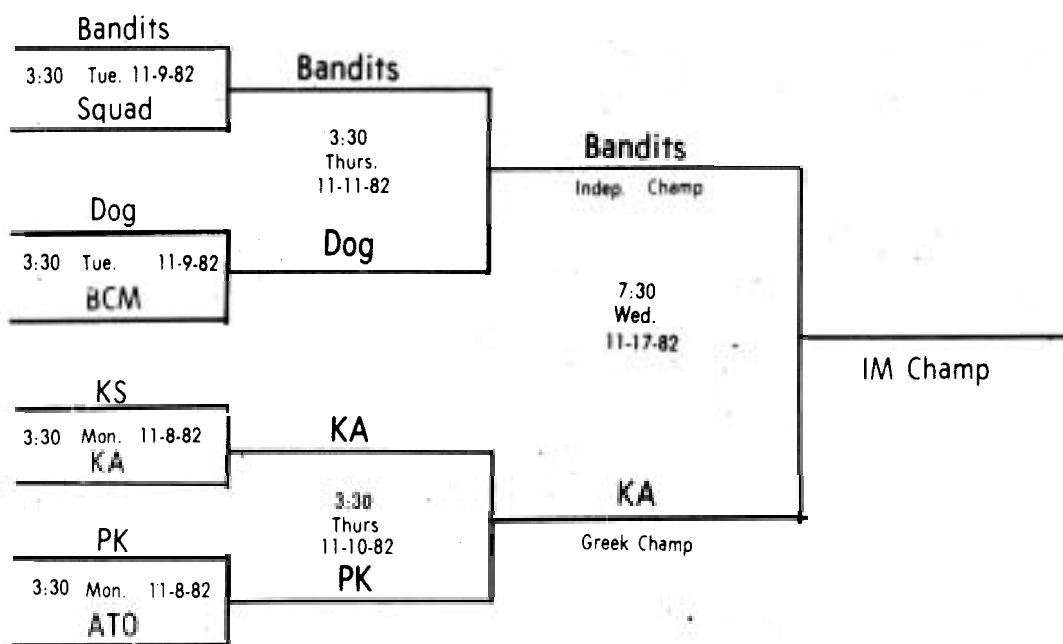 Bandits
3:30 Tue. 11-9-82
Squad
Bandits
3:30
Thurs.
11-11-82
Dog
3:30 Tue. 11-9-82
BCM
Dog
Bandits
Indep. Champ
7:30
Wed.
11-17-82
IM Champ
KS
3:30 Mon. 11-8-82
KA
KA
3:30
Thurs
11-10-82
PK
3:30 Mon. 11-8-82
ATO
PK
KA
Greek Champ